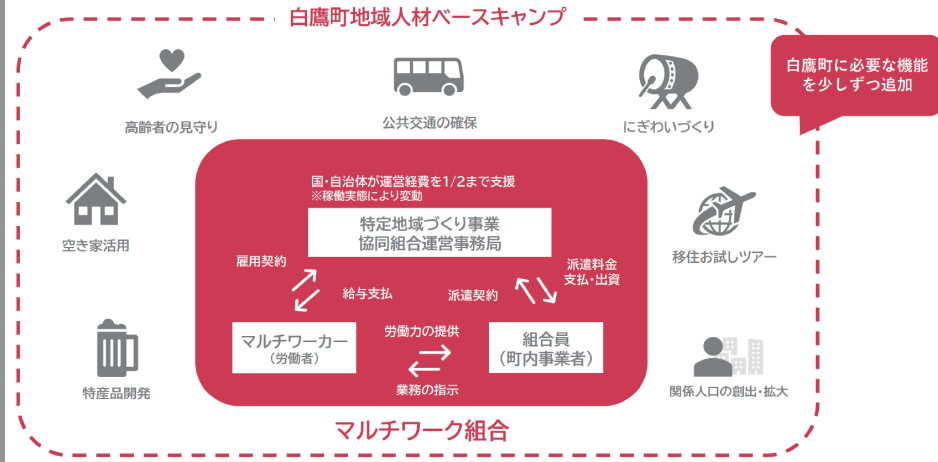 白鷹町地域人材ベースキャンプ
白鷹町に必要な機能
を少しずつ追加
高齢者の見守り
公共交通の確保
にぎわいづくり
空き家活用
移住お試しツアー
特産品開発
関係人口の創出・拡大
国・自治体が運営経費を1/2まで支援
※稼働実態により変動
特定地域づくり事業
協同組合運営事務局
雇用契約
給与支払
派遣契約
派遣料金
支払・出資
マルチワーカー
（労働者）
労働力の提供
業務の指示
組合員
（町内事業者）
マルチワーク組合